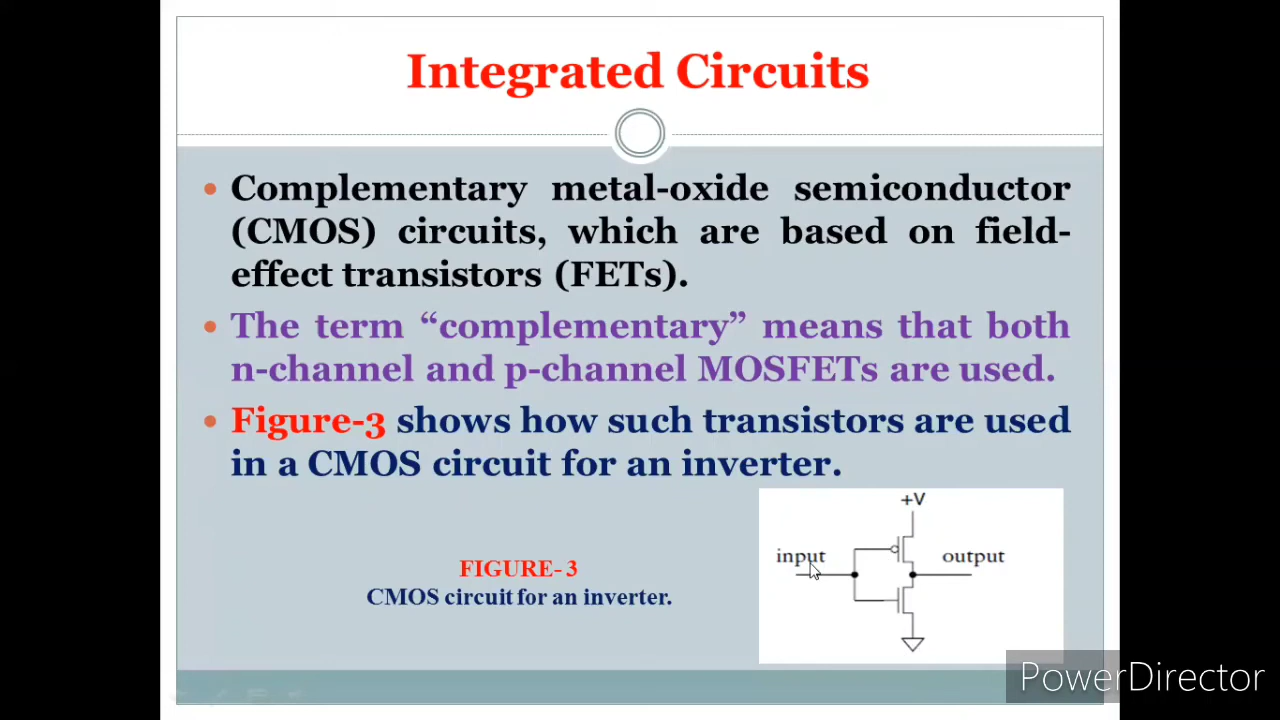 Integrated Circuits
• Complementary metal-oxide semiconductor
(CMOS) circuits, which are based on field-
effect transistors (FETs).
• The term “complementary” means that both
n-channel and p-channel MOSFETs are used.
• Figure-3 shows how such transistors are used
in a CMOS circuit for an inverter.
+V
input
output
FIGURE- 3
CMOS circuit for an inverter.
PowerDirector